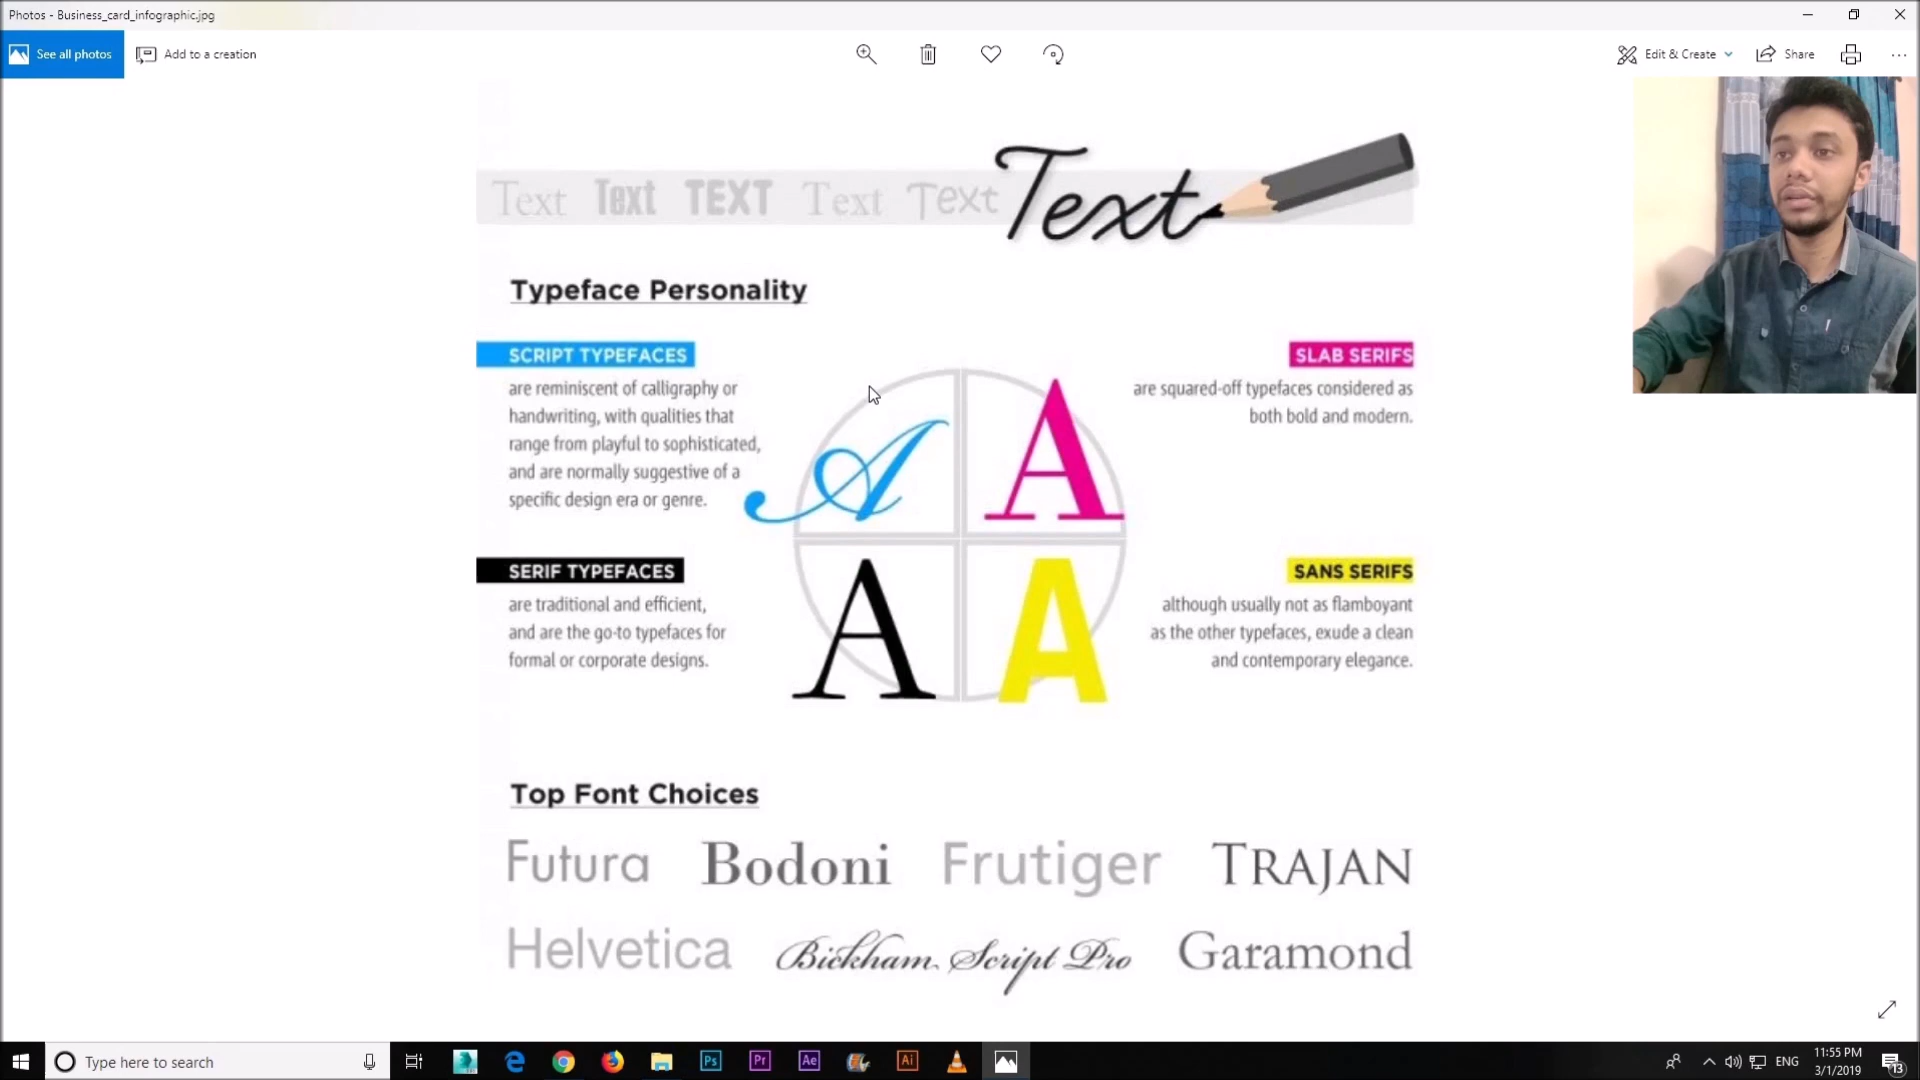 Photos - Business_card_infographic.jpg
See all photos
Add to a creation
Edit & Create
Share
Text Text TEXT Text Text Text
Typeface Personality
SCRIPT TYPEFACES
are reminiscent of calligraphy or
handwriting, with qualities that
range from playful to sophisticated,
and are normally suggestive of a
specific design era or genre.
SLAB SERIFS
are squared-off typefaces considered as
both bold and modern.
A A
SERIF TYPEFACES
are traditional and efficient,
and are the go-to typefaces for
formal or corporate designs.
A A
SANS SERIFS
although usually not as flamboyant
as the other typefaces, exude a clean
and contemporary elegance.
Top Font Choices
Futura Bodoni Frutiger TRAJAN
Helvetica Bickham Script Pro Garamond
Type here to search
Ps
Pr
Ae
Ai
ENG
11:55 PM
3/1/2019
13